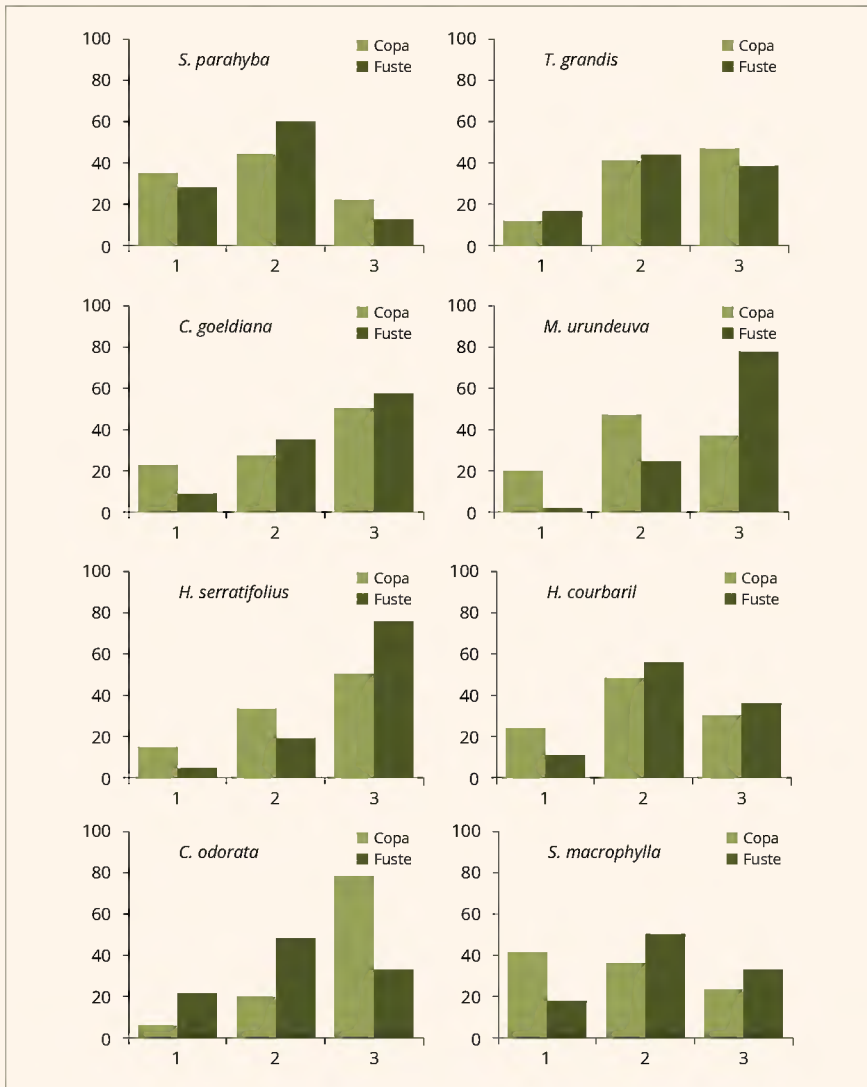 100
80
60
40
20
0
S. parahyba
Copa
Fuste
1 2 3
100
80
60
40
20
0
T. grandis
Copa
Fuste
1 2 3
100
80
60
40
20
0
C. goeldiana
Copa
Fuste
1 2 3
100
80
60
40
20
0
M. urundeuva
Copa
Fuste
1 2 3
100
80
60
40
20
0
H. serratifolius
Copa
Fuste
1 2 3
100
80
60
40
20
0
H. courbaril
Copa
Fuste
1 2 3
100
80
60
40
20
0
C. odorata
Copa
Fuste
1 2 3
100
80
60
40
20
0
S. macrophylla
Copa
Fuste
1 2 3